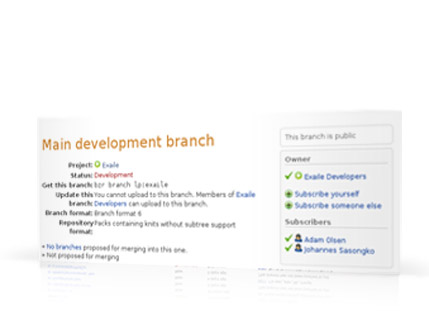 Main development branch
Project: Exaile
Status: Development
Get this branch: bzr branch lp:exaile
Update this You cannot upload to this branch. Members of Exaile
branch: Developers can upload to this branch.
Branch format: Branch format 6
Repository Packs containing knits without subtree support
format:
» No branches proposed for merging into this one.
» Not proposed for merging
This branch is public
Owner
Exaile Developers
Subscribe yourself
Subscribe someone else
Subscribers
Adam Olsen
Johannes Sasongko